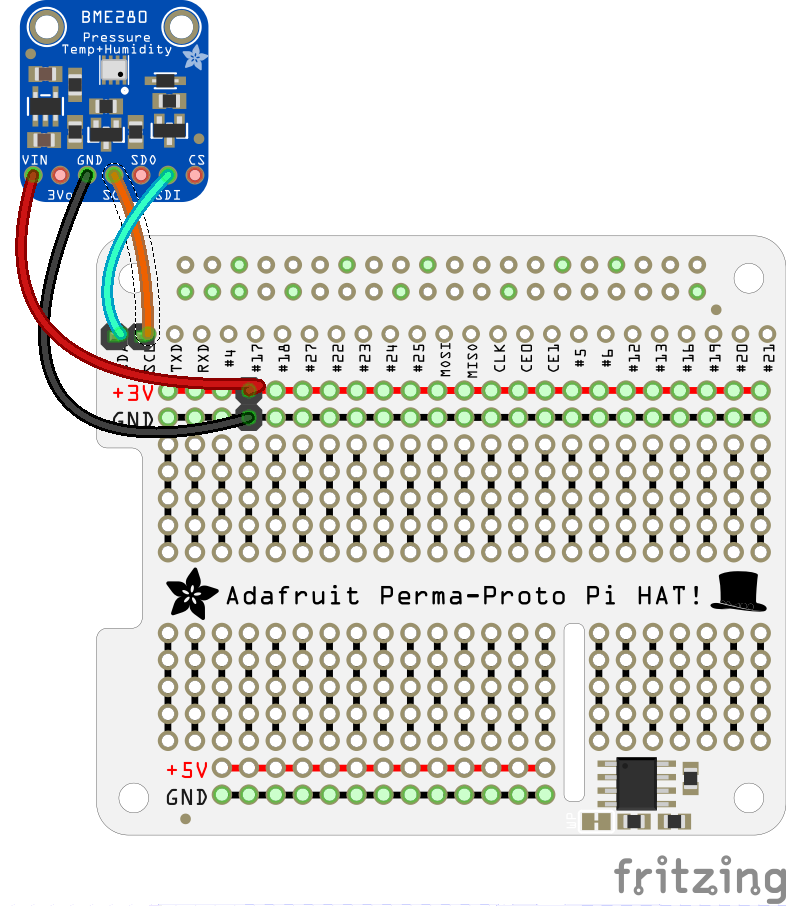 BME280
Pressure
Temp+Humidity
VIN GND SDO CS
3Vo SDI
TXD RXD #4 #17 #18 #27 #22 #23 #24 #25 MOSI MISO CLK CE0 CE1 #5 #6 #12 #13 #16 #19 #20 #21
+3V
GND
Adafruit Perma-Proto Pi HAT!
+5V
GND
WP
fritzing